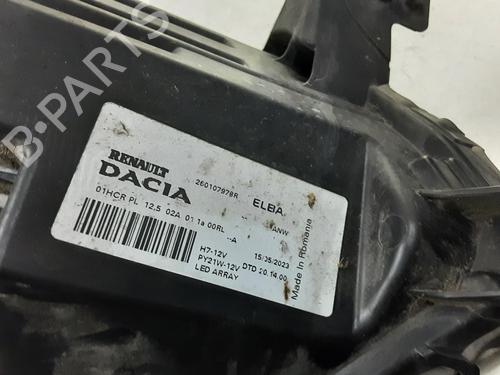 B-PARTS
RENAULT
DACIA
260107978R
ELBA
01HCR PL 12.5 02A 01 1a 00RL
--A
ANW
H7-12V
15/05/2023
PY21W-12V
DTD 20.14.00
LED ARRAY
Made In Romania